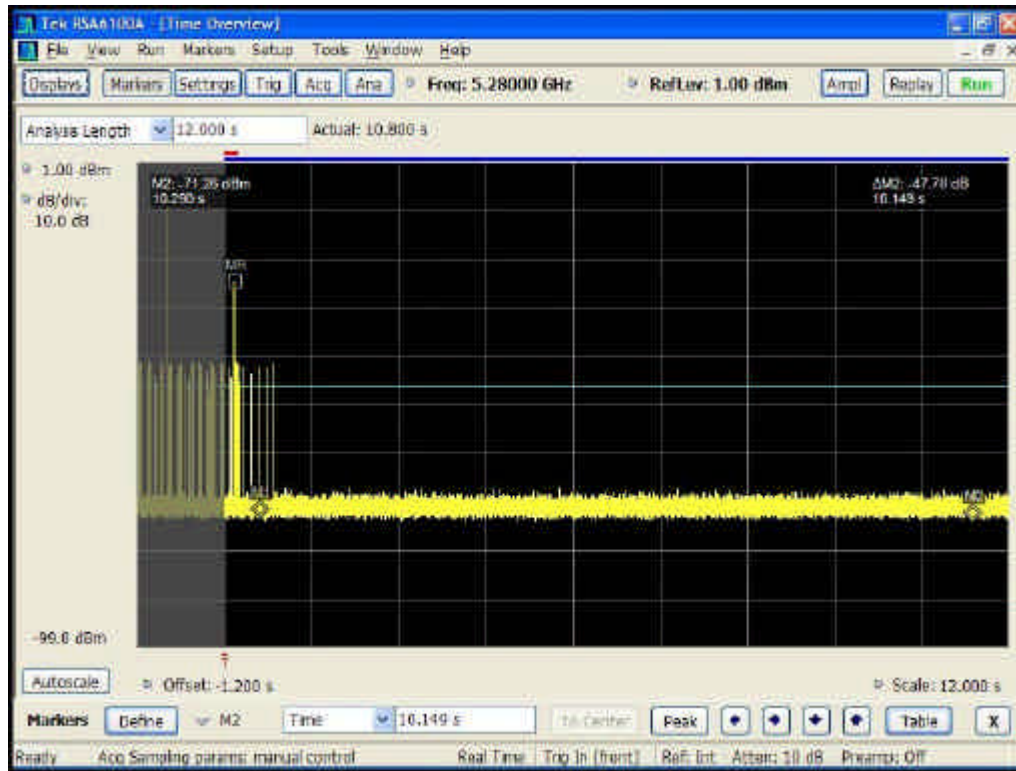 Tek RSA6100A - [Time Overview]
File View Run Markers Setup Tools Window Help
Displays Markers Settings Trig Acq Ana Freq: 5.28000 GHz RefLev: 1.00 dBm Ampl Replay Run
Analysis Length 12.000 s Actual: 10.800 s
1.00 dBm
dB/div:
10.0 dB
M2: -71.26 dBm
10.290 s
ΔM2: -47.78 dB
10.149 s
MR
M1
M2
-99.0 dBm
Autoscale Offset: -1.200 s Scale: 12.000 s
Markers Define M2 Time 10.149 s To Center Peak Table X
Ready Acq Sampling params: manual control Real Time Trig In (front) Ref: Int Atten: 10 dB Preamp: Off